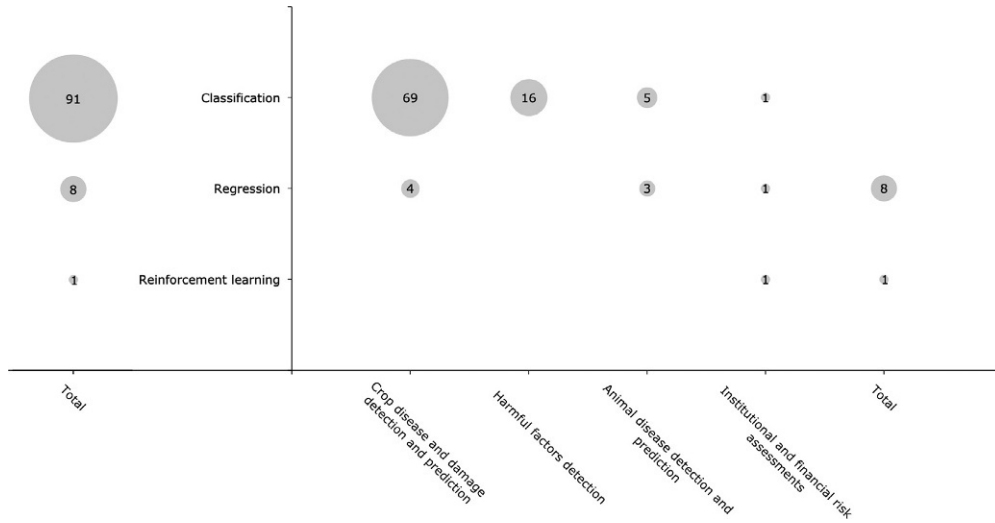 91
Classification
69
16
5
1
8
Regression
4
3
1
8
1
Reinforcement learning
1
1
Total
Crop disease and damage
detection and prediction
Harmful factors detection
Animal disease detection and
prediction
Institutional and financial risk
assessments
Total